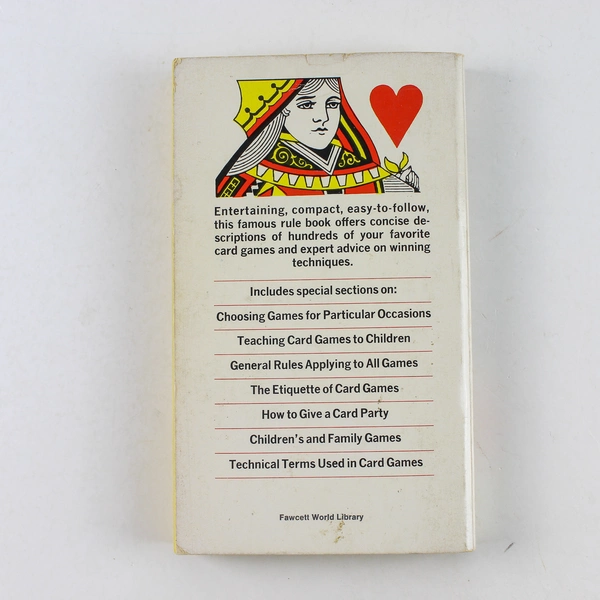 Entertaining, compact, easy-to-follow,
this famous rule book offers concise de-
scriptions of hundreds of your favorite
card games and expert advice on winning
techniques.
Includes special sections on:
Choosing Games for Particular Occasions
Teaching Card Games to Children
General Rules Applying to All Games
The Etiquette of Card Games
How to Give a Card Party
Children's and Family Games
Technical Terms Used in Card Games
Fawcett World Library